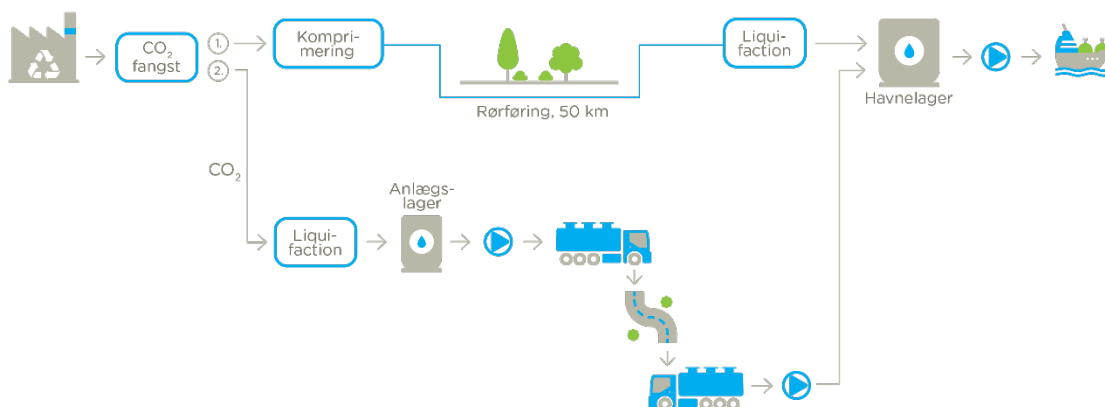 CO₂
fangst
1.
2.
Kompri-
mering
Rørføring, 50 km
Liqui-
faction
Havnelager
CO₂
Liqui-
faction
Anlægs-
lager